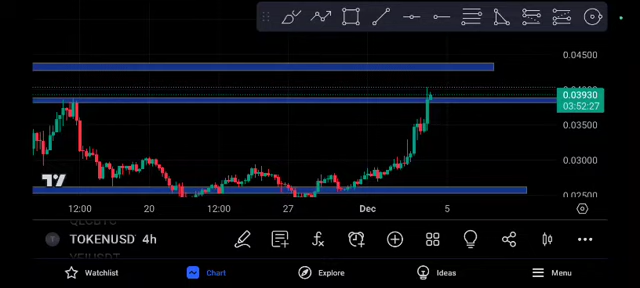 0.04500
0.03930
03:52:27
0.03500
0.03000
0.02500
12:00 20 12:00 27 Dec 5
TOKENUSDT 4h
Watchlist Chart Explore Ideas Menu